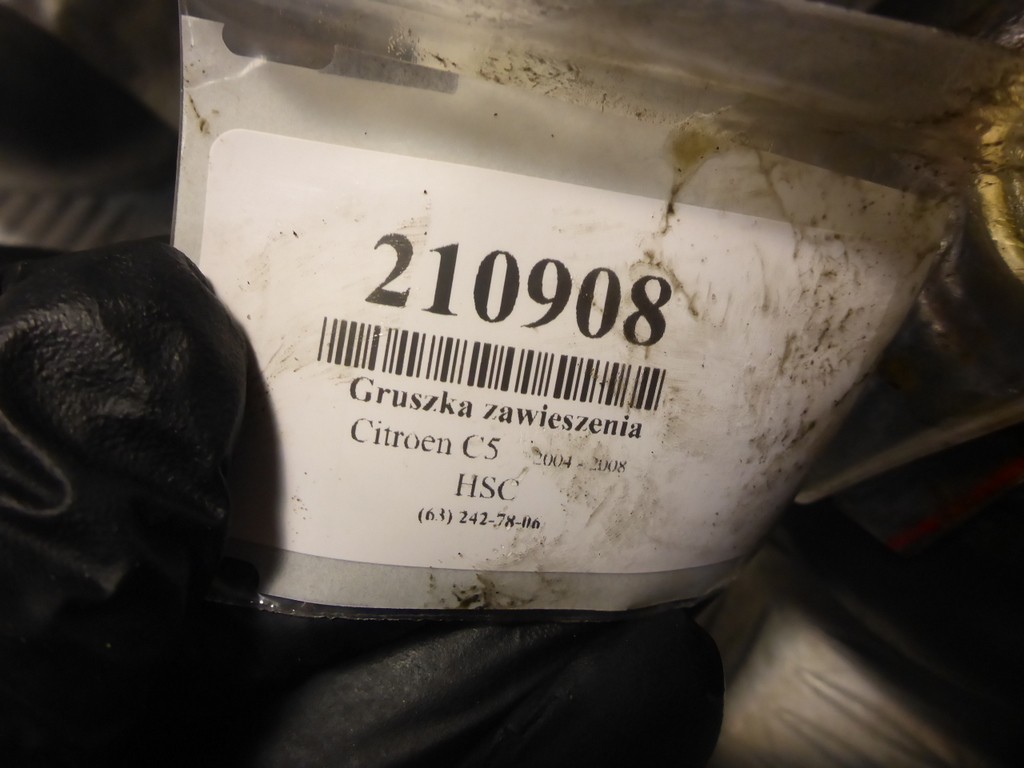 210908
Gruszka zawieszenia
Citroen C5 2004 - 2008
HSC
(63) 242-78-06